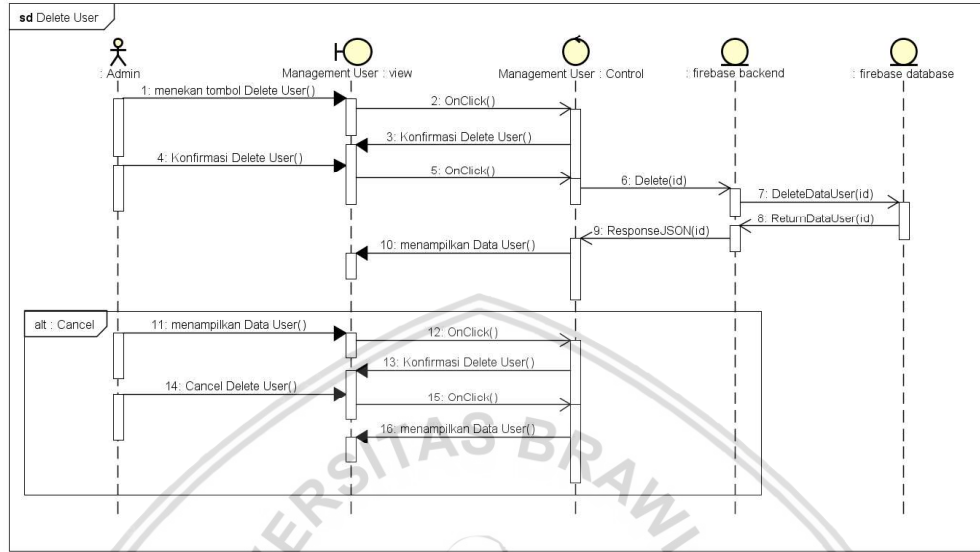 sd Delete User
: Admin
Management User : view
Management User : Control
: firebase backend
: firebase database
1: menekan tombol Delete User()
2: OnClick()
3: Konfirmasi Delete User()
4: Konfirmasi Delete User()
5: OnClick()
6: Delete(id)
7: DeleteDataUser(id)
8: ReturnDataUser(id)
9: ResponseJSON(id)
10: menampilkan Data User()
alt : Cancel
11: menampilkan Data User()
12: OnClick()
13: Konfirmasi Delete User()
14: Cancel Delete User()
15: OnClick()
16: menampilkan Data User()
ERSITAS BRAWI